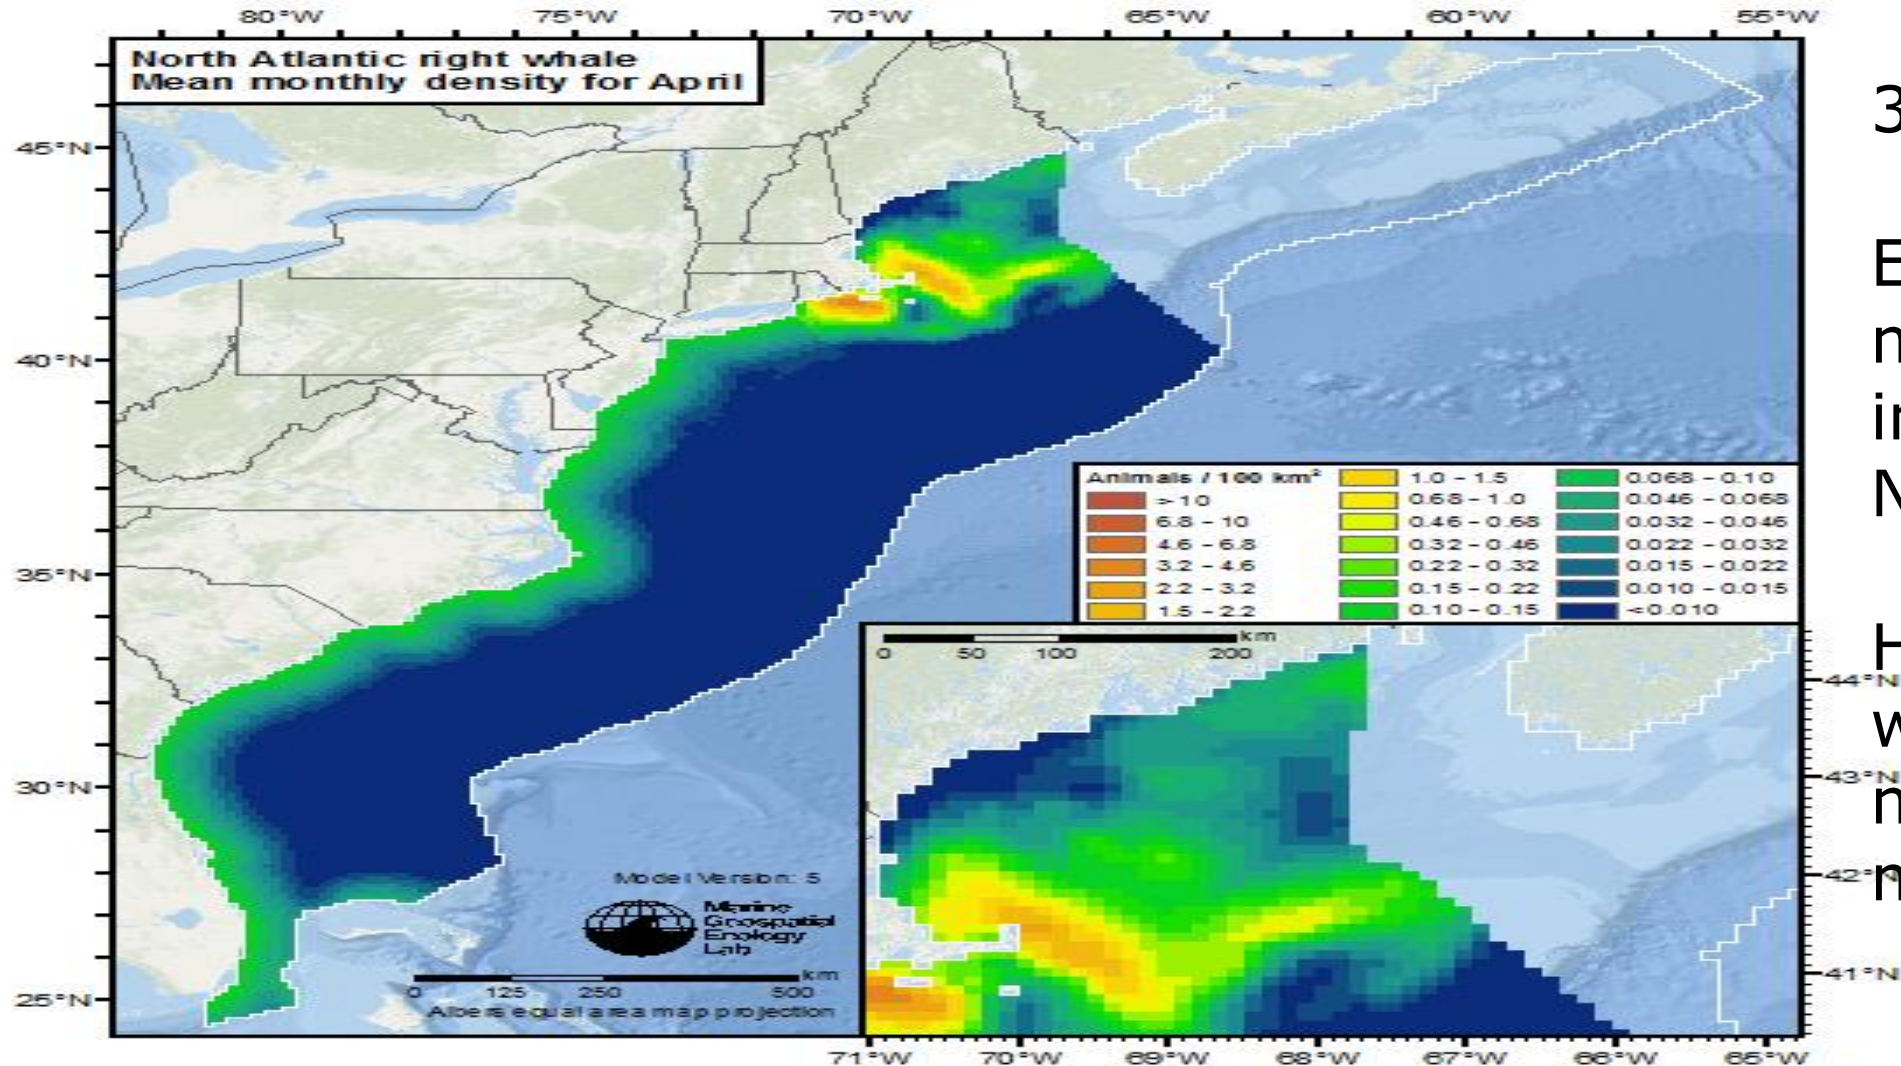 80°W 75°W 70°W 65°W 60°W 55°W
North Atlantic right whale
Mean monthly density for April
45°N
40°N
35°N
30°N
25°N
Animals / 100 km²
>10
6.8 - 10
4.6 - 6.8
3.2 - 4.6
2.2 - 3.2
1.5 - 2.2
1.0 - 1.5
0.68 - 1.0
0.46 - 0.68
0.32 - 0.46
0.22 - 0.32
0.15 - 0.22
0.10 - 0.15
0.068 - 0.10
0.046 - 0.068
0.032 - 0.046
0.022 - 0.032
0.015 - 0.022
0.010 - 0.015
<0.010
km
0 50 100 200
44°N
43°N
42°N
41°N
Model Version: 5
Marine
Geospatial
Ecology
Lab
km
0 125 250 500
Albers equal area map projection
71°W 70°W 69°W 68°W 67°W 66°W 65°W
3
E
n
N
H